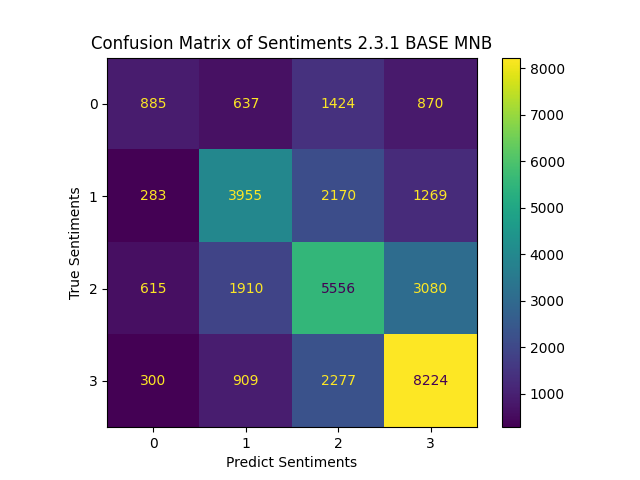 Confusion Matrix of Sentiments 2.3.1 BASE MNB
True Sentiments
0 885 637 1424 870
1 283 3955 2170 1269
2 615 1910 5556 3080
3 300 909 2277 8224
0 1 2 3
Predict Sentiments
8000
7000
6000
5000
4000
3000
2000
1000